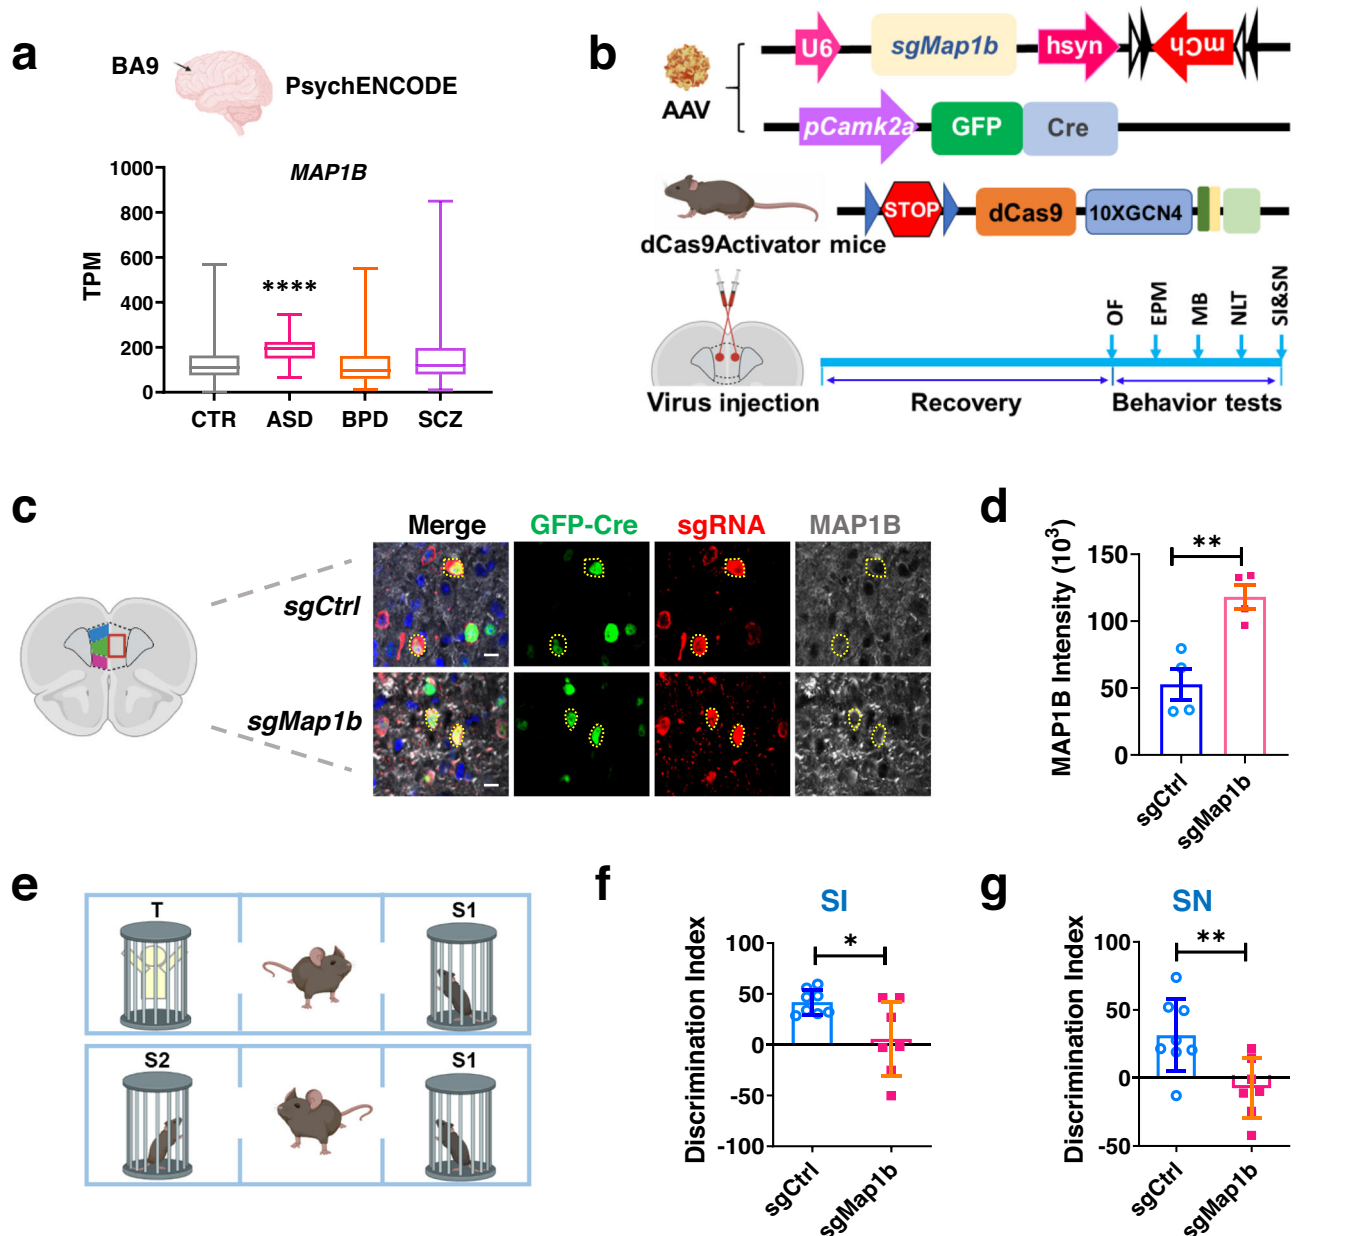 a
BA9
PsychENCODE
MAP1B
TPM
1000
800
600
400
200
0
****
CTR
ASD
BPD
SCZ
b
AAV
U6
sgMap1b
hsyn
mCh
pCamk2a
GFP
Cre
dCas9Activator mice
STOP
dCas9
10XGCN4
OF
EPM
MB
NLT
SI&SN
Virus injection
Recovery
Behavior tests
c
Merge
GFP-Cre
sgRNA
MAP1B
sgCtrl
sgMap1b
d
MAP1B Intensity (10³)
150
100
50
0
**
sgCtrl
sgMap1b
e
T
S1
S2
S1
f
SI
Discrimination Index
100
50
0
-50
-100
*
sgCtrl
sgMap1b
g
SN
Discrimination Index
100
50
0
-50
**
sgCtrl
sgMap1b